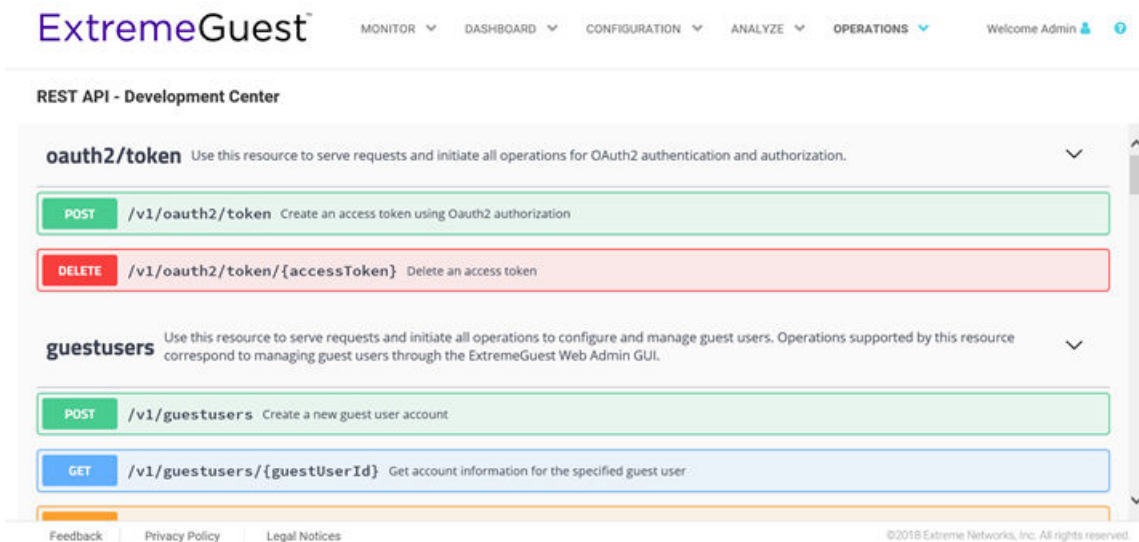 ExtremeGuest™
MONITOR DASHBOARD CONFIGURATION ANALYZE OPERATIONS Welcome Admin
REST API - Development Center
oauth2/token Use this resource to serve requests and initiate all operations for OAuth2 authentication and authorization.
POST /v1/oauth2/token Create an access token using Oauth2 authorization
DELETE /v1/oauth2/token/{accessToken} Delete an access token
guestusers Use this resource to serve requests and initiate all operations to configure and manage guest users. Operations supported by this resource
correspond to managing guest users through the ExtremeGuest Web Admin GUI.
POST /v1/guestusers Create a new guest user account
GET /v1/guestusers/{guestUserId} Get account information for the specified guest user
Feedback Privacy Policy Legal Notices ©2018 Extreme Networks, Inc. All rights reserved.